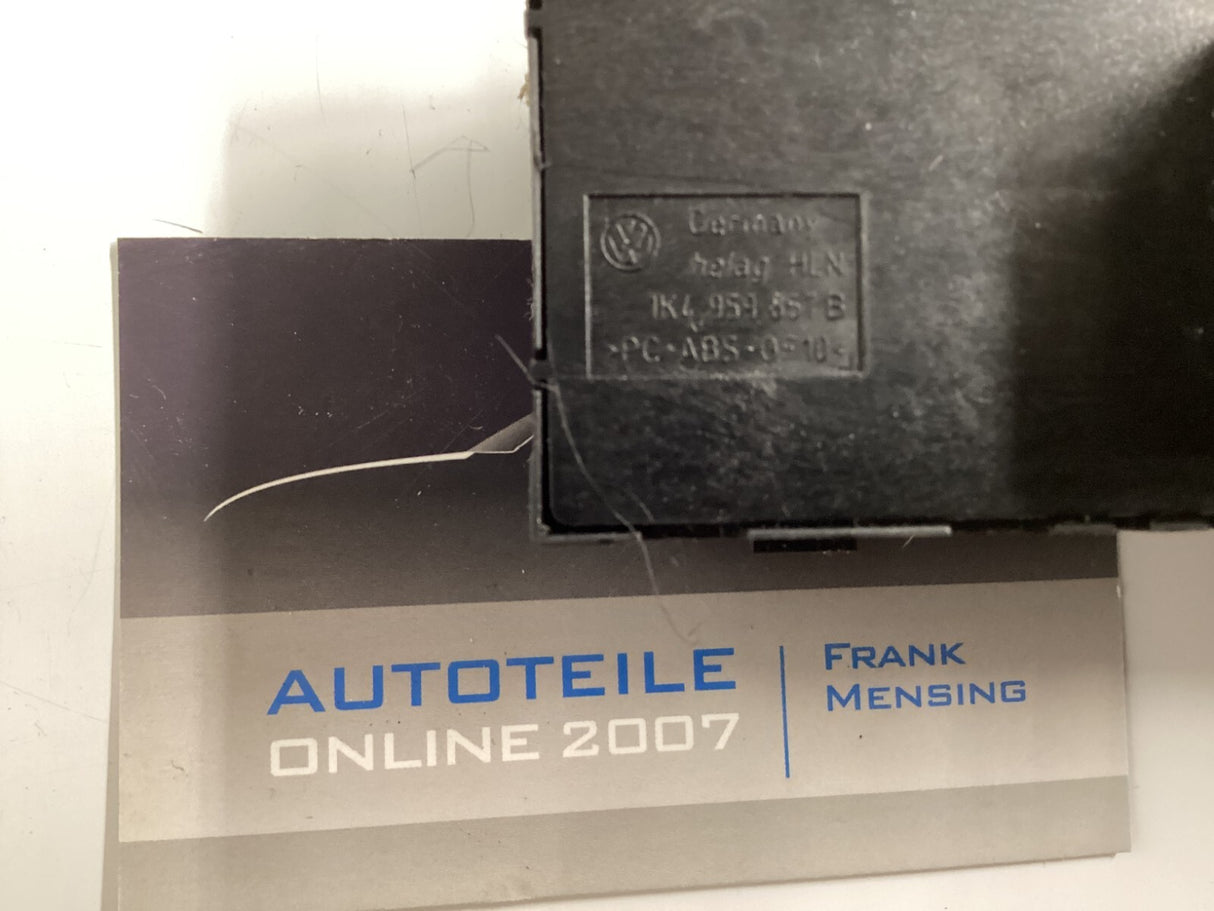 Germany
helag HLN
1K4 959 857 B
>PC+ABS-GF10<
AUTOTEILE
ONLINE 2007
FRANK
MENSING